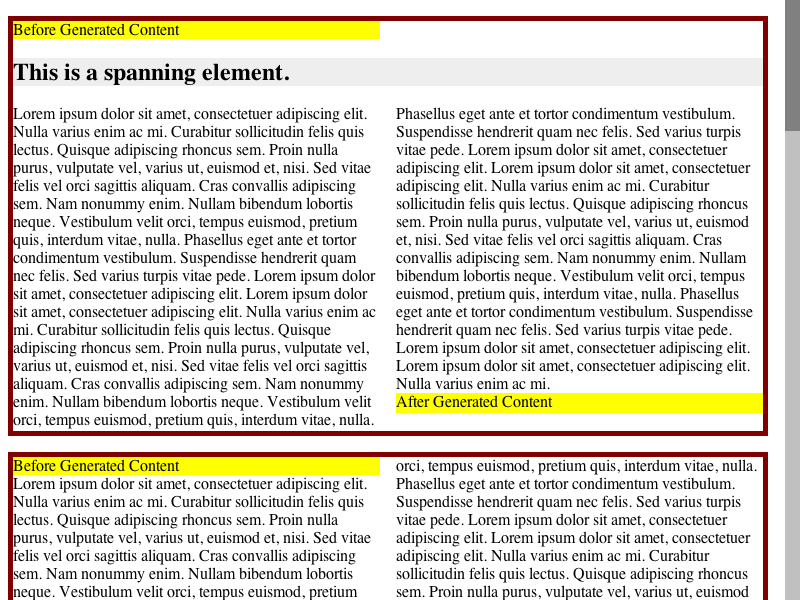 Before Generated Content
This is a spanning element.
Lorem ipsum dolor sit amet, consectetuer adipiscing elit.
Nulla varius enim ac mi. Curabitur sollicitudin felis quis
lectus. Quisque adipiscing rhoncus sem. Proin nulla
purus, vulputate vel, varius ut, euismod et, nisi. Sed vitae
felis vel orci sagittis aliquam. Cras convallis adipiscing
sem. Nam nonummy enim. Nullam bibendum lobortis
neque. Vestibulum velit orci, tempus euismod, pretium
quis, interdum vitae, nulla. Phasellus eget ante et tortor
condimentum vestibulum. Suspendisse hendrerit quam
nec felis. Sed varius turpis vitae pede. Lorem ipsum dolor
sit amet, consectetuer adipiscing elit. Lorem ipsum dolor
sit amet, consectetuer adipiscing elit. Nulla varius enim ac
mi. Curabitur sollicitudin felis quis lectus. Quisque
adipiscing rhoncus sem. Proin nulla purus, vulputate vel,
varius ut, euismod et, nisi. Sed vitae felis vel orci sagittis
aliquam. Cras convallis adipiscing sem. Nam nonummy
enim. Nullam bibendum lobortis neque. Vestibulum velit
orci, tempus euismod, pretium quis, interdum vitae, nulla.
Phasellus eget ante et tortor condimentum vestibulum.
Suspendisse hendrerit quam nec felis. Sed varius turpis
vitae pede. Lorem ipsum dolor sit amet, consectetuer
adipiscing elit. Lorem ipsum dolor sit amet, consectetuer
adipiscing elit. Nulla varius enim ac mi. Curabitur
sollicitudin felis quis lectus. Quisque adipiscing rhoncus
sem. Proin nulla purus, vulputate vel, varius ut, euismod
et, nisi. Sed vitae felis vel orci sagittis aliquam. Cras
convallis adipiscing sem. Nam nonummy enim. Nullam
bibendum lobortis neque. Vestibulum velit orci, tempus
euismod, pretium quis, interdum vitae, nulla. Phasellus
eget ante et tortor condimentum vestibulum. Suspendisse
hendrerit quam nec felis. Sed varius turpis vitae pede.
Lorem ipsum dolor sit amet, consectetuer adipiscing elit.
Lorem ipsum dolor sit amet, consectetuer adipiscing elit.
Nulla varius enim ac mi.
After Generated Content
Before Generated Content
Lorem ipsum dolor sit amet, consectetuer adipiscing elit.
Nulla varius enim ac mi. Curabitur sollicitudin felis quis
lectus. Quisque adipiscing rhoncus sem. Proin nulla
purus, vulputate vel, varius ut, euismod et, nisi. Sed vitae
felis vel orci sagittis aliquam. Cras convallis adipiscing
sem. Nam nonummy enim. Nullam bibendum lobortis
neque. Vestibulum velit orci, tempus euismod, pretium
orci, tempus euismod, pretium quis, interdum vitae, nulla.
Phasellus eget ante et tortor condimentum vestibulum.
Suspendisse hendrerit quam nec felis. Sed varius turpis
vitae pede. Lorem ipsum dolor sit amet, consectetuer
adipiscing elit. Lorem ipsum dolor sit amet, consectetuer
adipiscing elit. Nulla varius enim ac mi. Curabitur
sollicitudin felis quis lectus. Quisque adipiscing rhoncus
sem. Proin nulla purus, vulputate vel, varius ut, euismod